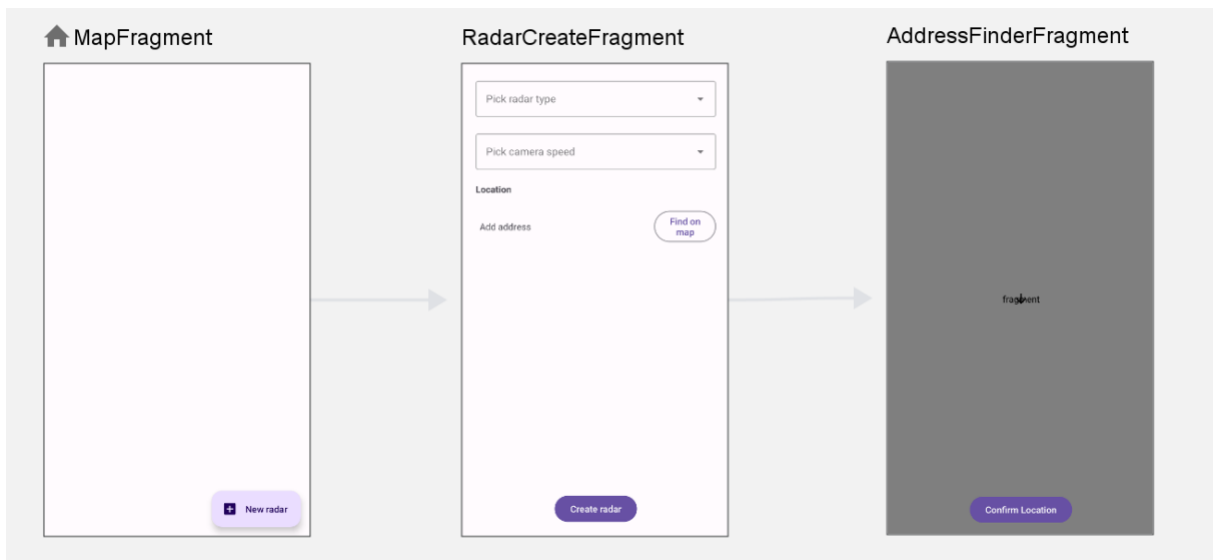 MapFragment
New radar
RadarCreateFragment
Pick radar type
Pick camera speed
Location
Add address
Find on
map
Create radar
AddressFinderFragment
fragment
Confirm Location